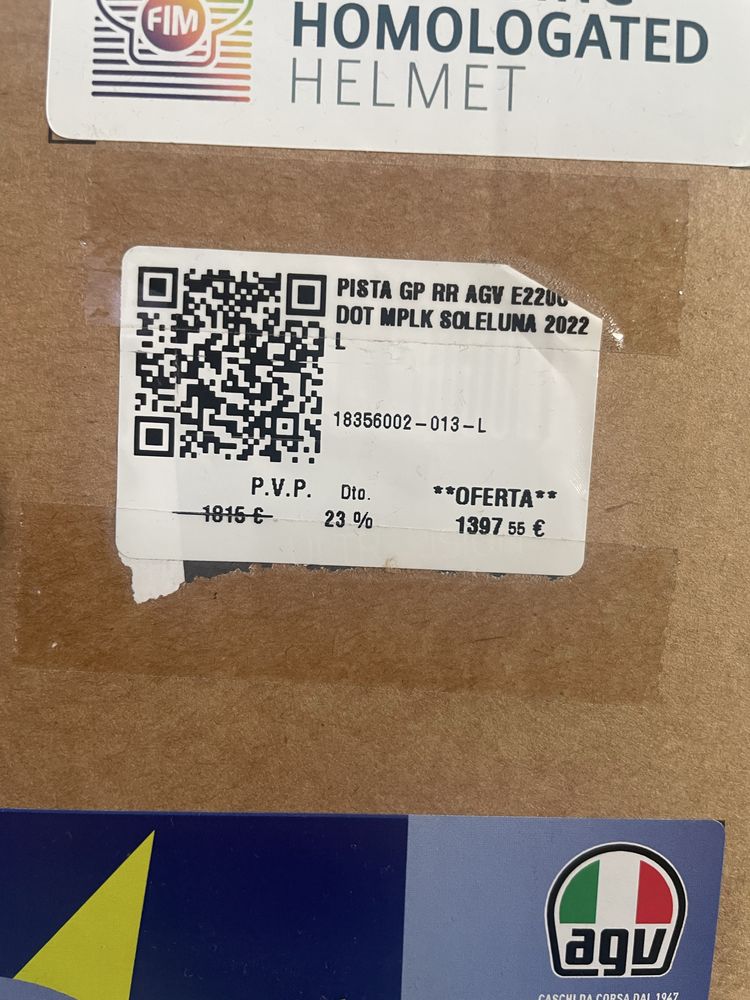 FIM
HOMOLOGATED
HELMET
PISTA GP RR AGV E2206
DOT MPLK SOLELUNA 2022
L
18356002-013-L
P.V.P. Dto. **OFERTA**
1815 € 23 % 1397 55 €
agv
CASCHI DA CORSA DAL 1947